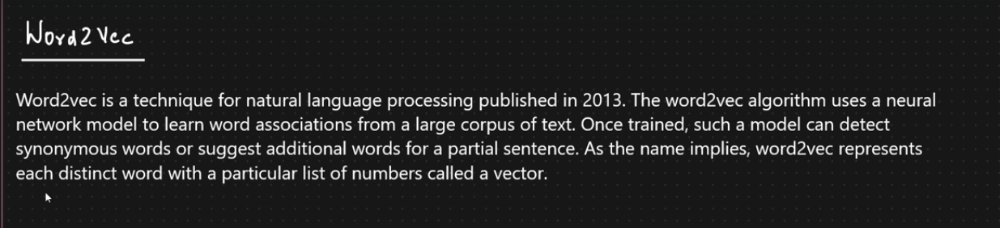 Word2Vec
Word2vec is a technique for natural language processing published in 2013. The word2vec algorithm uses a neural
network model to learn word associations from a large corpus of text. Once trained, such a model can detect
synonymous words or suggest additional words for a partial sentence. As the name implies, word2vec represents
each distinct word with a particular list of numbers called a vector.